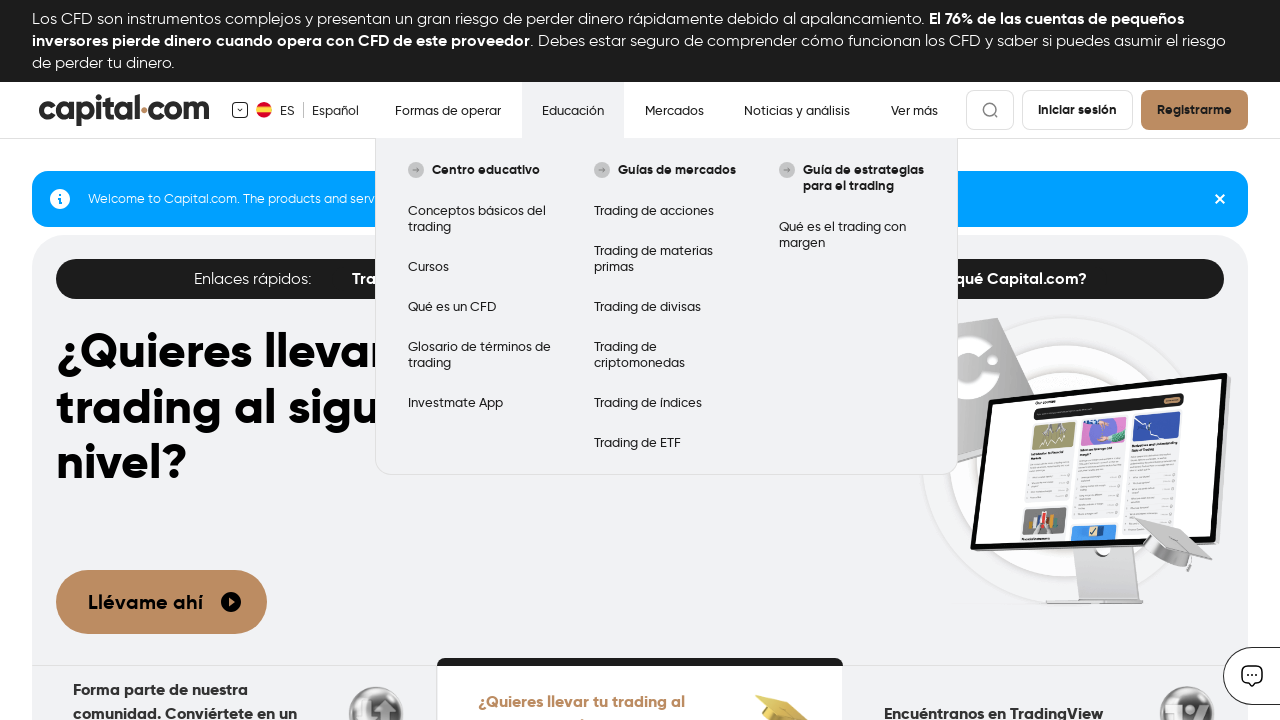 Los CFD son instrumentos complejos y presentan un gran riesgo de perder dinero rápidamente debido al apalancamiento. El 76% de las cuentas de pequeños
inversores pierde dinero cuando opera con CFD de este proveedor. Debes estar seguro de comprender cómo funcionan los CFD y saber si puedes asumir el riesgo
de perder tu dinero.
capital.com
ES
Español
Formas de operar
Educación
Mercados
Noticias y análisis
Ver más
Iniciar sesión
Registrarme
Centro educativo
Conceptos básicos del
trading
Cursos
Qué es un CFD
Glosario de términos de
trading
Investmate App
Guías de mercados
Trading de acciones
Trading de materias
primas
Trading de divisas
Trading de
criptomonedas
Trading de índices
Trading de ETF
Guía de estrategias
para el trading
Qué es el trading con
margen
Welcome to Capital.com. The products and serv
Enlaces rápidos:
Tra
qué Capital.com?
¿Quieres llevar
trading al sigu
nivel?
Llévame ahí
Forma parte de nuestra
comunidad. Conviértete en un
¿Quieres llevar tu trading al
Encuéntranos en TradingView